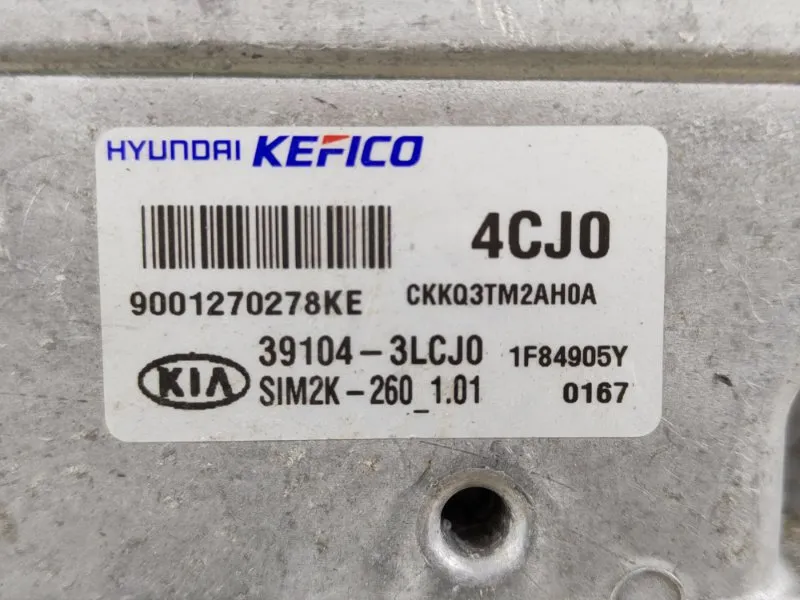 HYUNDAI KEFICO
4CJ0
9001270278KE
CKKQ3TM2AH0A
39104-3LCJ0
1F84905Y
KIA
SIM2K-260_1.01
0167